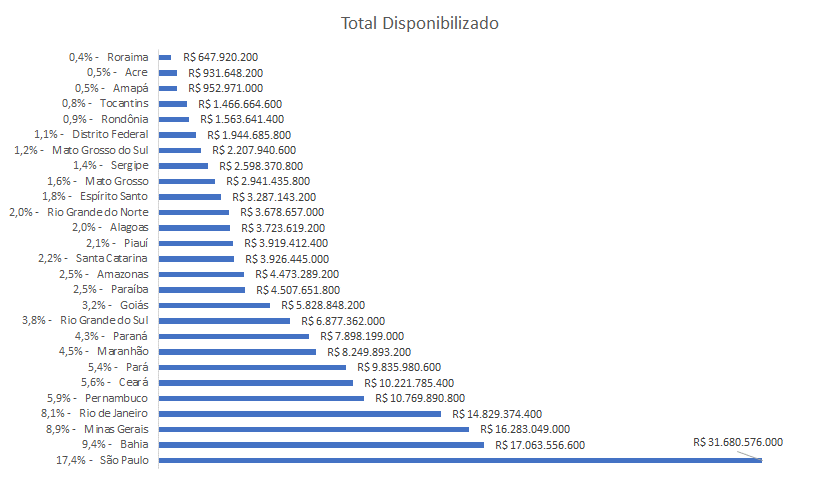 Total Disponibilizado
0,4% - Roraima R$ 647.920.200
0,5% - Acre R$ 931.648.200
0,5% - Amapá R$ 952.971.000
0,8% - Tocantins R$ 1.466.664.600
0,9% - Rondônia R$ 1.563.641.400
1,1% - Distrito Federal R$ 1.944.685.800
1,2% - Mato Grosso do Sul R$ 2.207.940.600
1,4% - Sergipe R$ 2.598.370.800
1,6% - Mato Grosso R$ 2.941.435.800
1,8% - Espírito Santo R$ 3.287.143.200
2,0% - Rio Grande do Norte R$ 3.678.657.000
2,0% - Alagoas R$ 3.723.619.200
2,1% - Piauí R$ 3.919.412.400
2,2% - Santa Catarina R$ 3.926.445.000
2,5% - Amazonas R$ 4.473.289.200
2,5% - Paraíba R$ 4.507.651.800
3,2% - Goiás R$ 5.828.848.200
3,8% - Rio Grande do Sul R$ 6.877.362.000
4,3% - Paraná R$ 7.898.199.000
4,5% - Maranhão R$ 8.249.893.200
5,4% - Pará R$ 9.835.980.600
5,6% - Ceará R$ 10.221.785.400
5,9% - Pernambuco R$ 10.769.890.800
8,1% - Rio de Janeiro R$ 14.829.374.400
8,9% - Minas Gerais R$ 16.283.049.000
9,4% - Bahia R$ 17.063.556.600
17,4% - São Paulo R$ 31.680.576.000